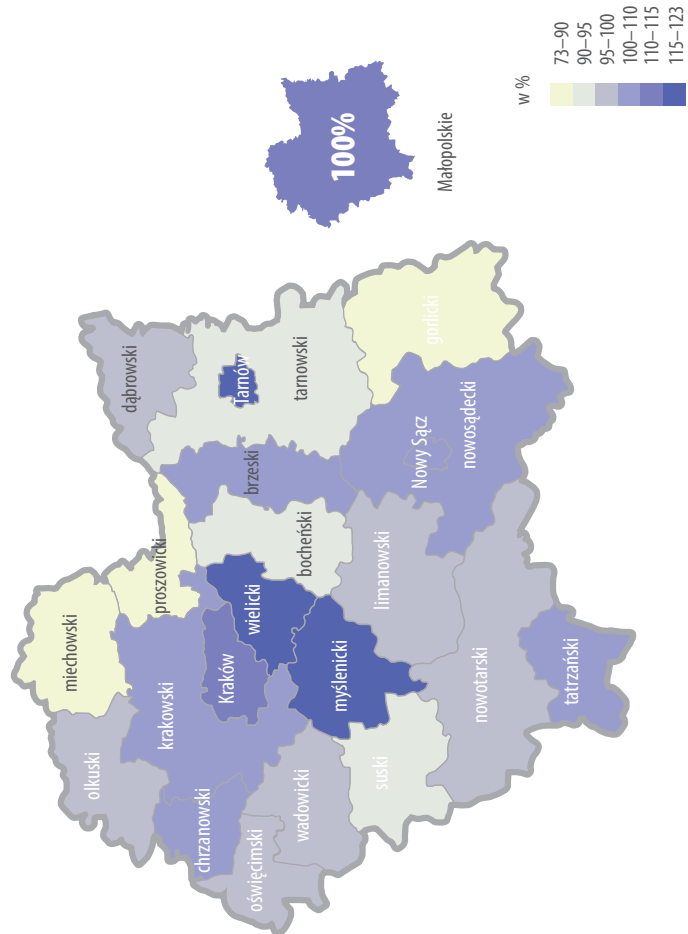 miechowski
olkuski
proszowicki
dąbrowski
krakowski
chrzanowski
Kraków
Tarnów
oświęcimski
wielicki
brzeski
tarnowski
wadowicki
bocheński
myślenicki
suski
limanowski
Nowy Sącz
nowosądecki
gorlicki
nowotarski
tatrzański
100%
Małopolskie
w %
73–90
90–95
95–100
100–110
110–115
115–123